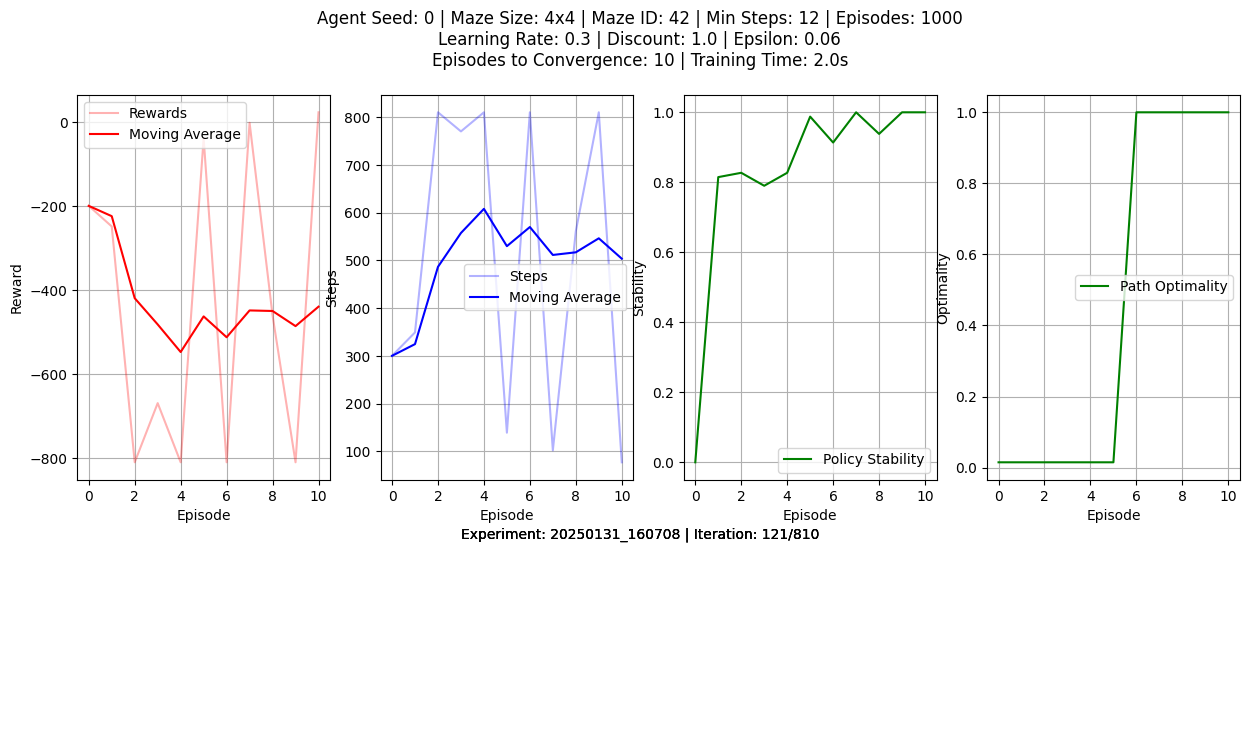 Agent Seed: 0 | Maze Size: 4x4 | Maze ID: 42 | Min Steps: 12 | Episodes: 1000
Learning Rate: 0.3 | Discount: 1.0 | Epsilon: 0.06
Episodes to Convergence: 10 | Training Time: 2.0s
Reward
0
−200
−400
−600
−800
Rewards
Moving Average
0 2 4 6 8 10
Episode
Steps
800
700
600
500
400
300
200
100
Steps
Moving Average
0 2 4 6 8 10
Episode
Stability
1.0
0.8
0.6
0.4
0.2
0.0
Policy Stability
0 2 4 6 8 10
Episode
Optimality
1.0
0.8
0.6
0.4
0.2
0.0
Path Optimality
0 2 4 6 8 10
Episode
Experiment: 20250131_160708 | Iteration: 121/810